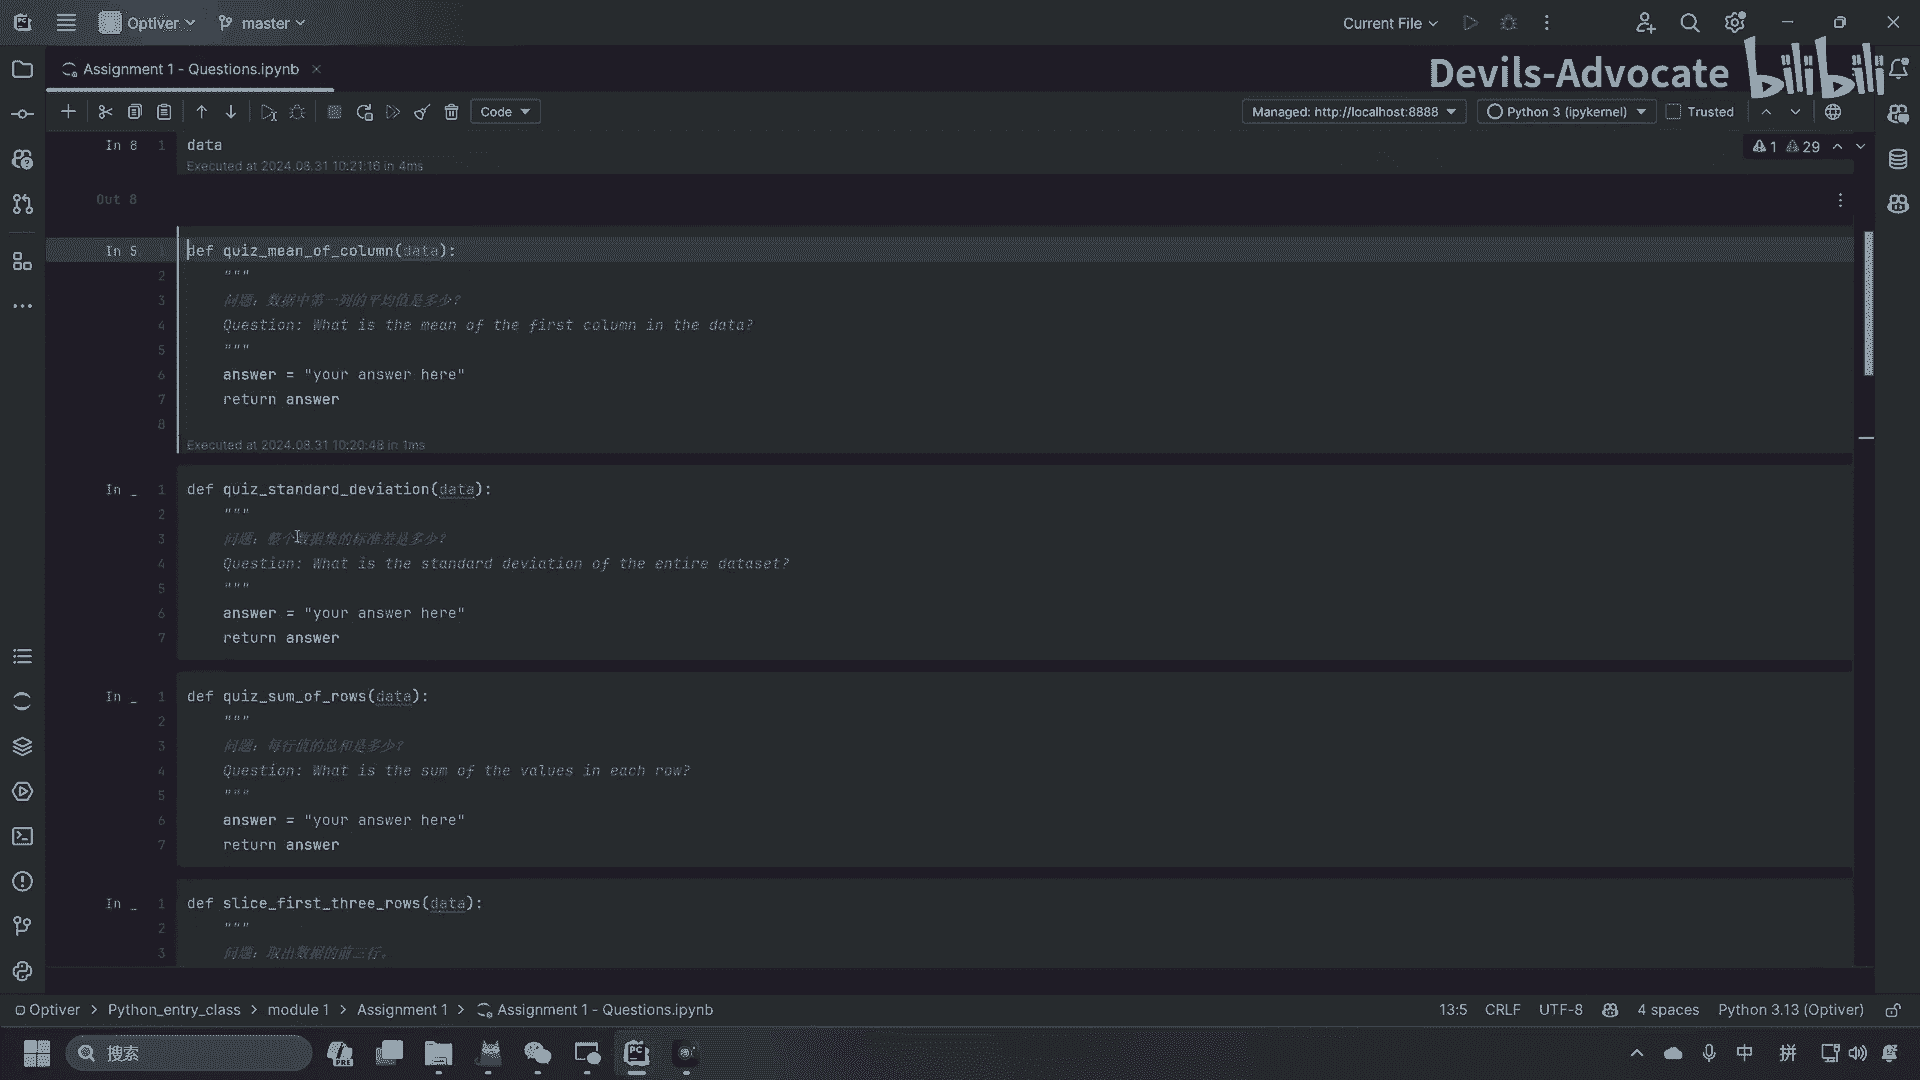 Optiver
master
Current File
Assignment 1 - Questions.ipynb
Devils-Advocate
bilibili
Code
Managed: http://localhost:8888
Python 3 (ipykernel)
Trusted
In 8
1
data
1
29
Executed at 2024.08.31 10:21:16 in 4ms
Out 8
In 5
1
def quiz_mean_of_column(data):
2
"""
3
问题：数据中第一列的平均值是多少？
4
Question: What is the mean of the first column in the data?
5
"""
6
answer = "your answer here"
7
return answer
8
Executed at 2024.08.31 10:20:48 in 1ms
In _
1
def quiz_standard_deviation(data):
2
"""
3
问题：整个数据集的标准差是多少？
4
Question: What is the standard deviation of the entire dataset?
5
"""
6
answer = "your answer here"
7
return answer
In _
1
def quiz_sum_of_rows(data):
2
"""
3
问题：每行值的总和是多少？
4
Question: What is the sum of the values in each row?
5
"""
6
answer = "your answer here"
7
return answer
In _
1
def slice_first_three_rows(data):
2
"""
3
问题：取出数据的前三行。
Optiver > Python_entry_class > module 1 > Assignment 1 > Assignment 1 - Questions.ipynb
13:5
CRLF
UTF-8
4 spaces
Python 3.13 (Optiver)
搜索
PRE
PC
中
拼